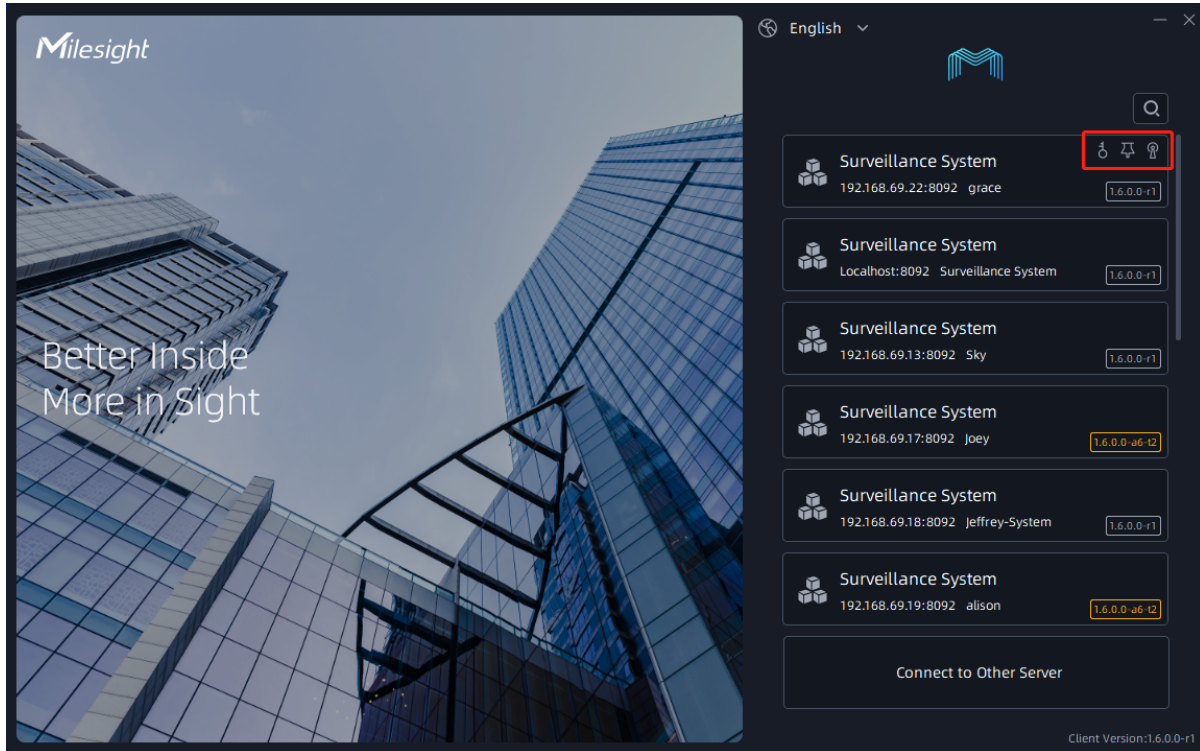 Milesight
English
Better Inside
More in Sight
Surveillance System
192.168.69.22:8092 grace
1.6.0.0-r1
Surveillance System
Localhost:8092 Surveillance System
1.6.0.0-r1
Surveillance System
192.168.69.13:8092 Sky
1.6.0.0-r1
Surveillance System
192.168.69.17:8092 Joey
1.6.0.0-a6-t2
Surveillance System
192.168.69.18:8092 Jeffrey-System
1.6.0.0-r1
Surveillance System
192.168.69.19:8092 alison
1.6.0.0-a6-t2
Connect to Other Server
Client Version:1.6.0.0-r1